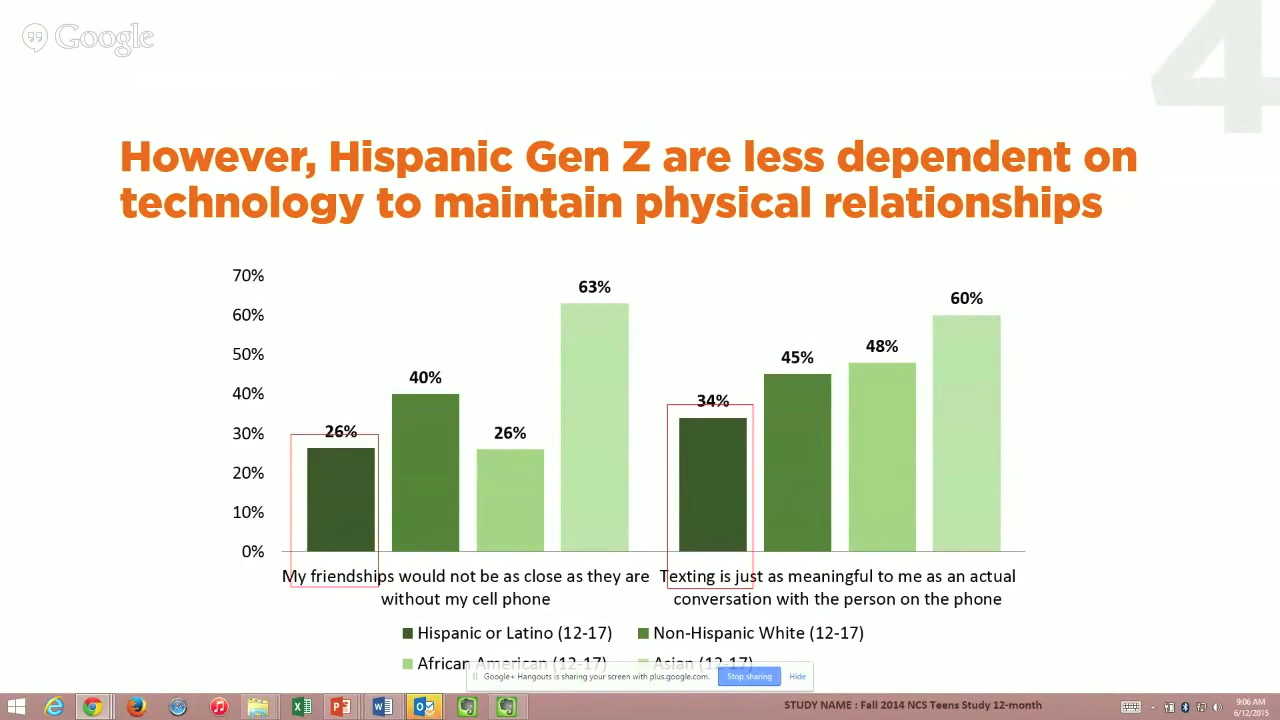 Google
4
However, Hispanic Gen Z are less dependent on
technology to maintain physical relationships
70%
60%
50%
40%
30%
20%
10%
0%
26%
40%
26%
63%
34%
45%
48%
60%
My friendships would not be as close as they are
without my cell phone
Texting is just as meaningful to me as an actual
conversation with the person on the phone
Hispanic or Latino (12-17)
Non-Hispanic White (12-17)
African American (12-17)
Asian (12-17)
Google+ Hangouts is sharing your screen with plus.google.com.
Stop sharing
Hide
STUDY NAME : Fall 2014 NCS Teens Study 12-month
9:06 AM
6/12/2015